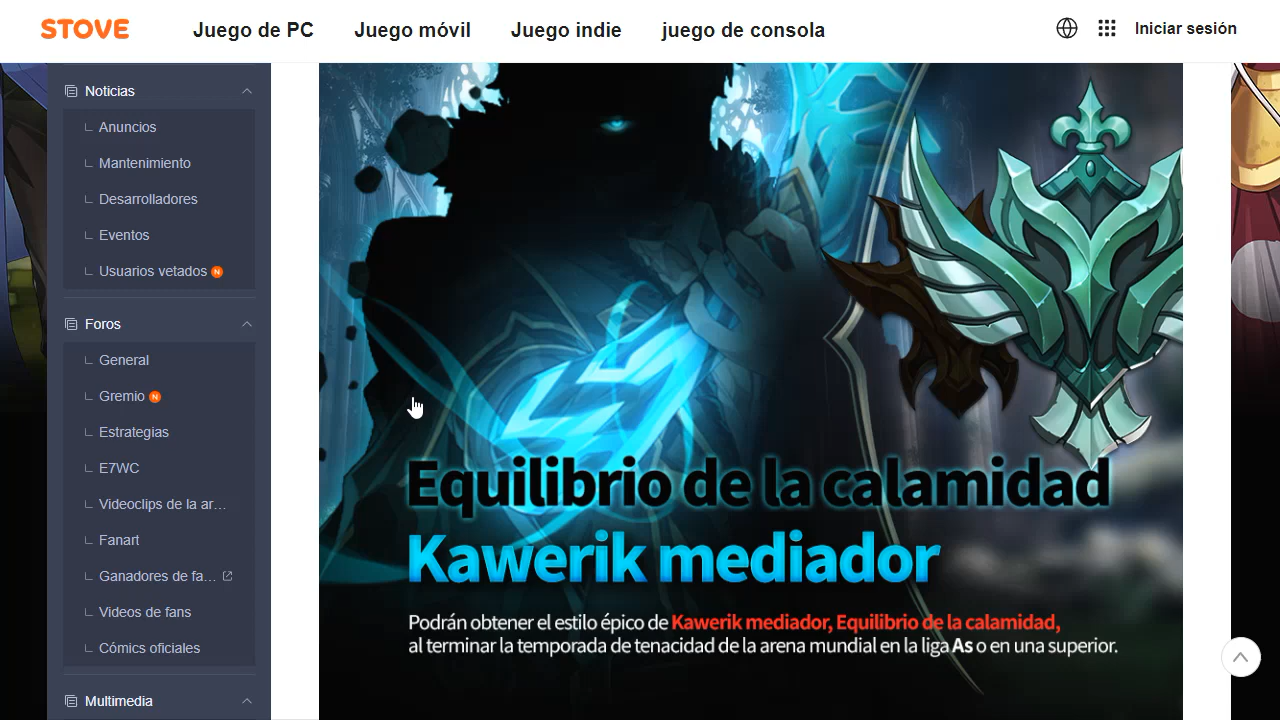 STOVE
Juego de PC
Juego móvil
Juego indie
juego de consola
Iniciar sesión
Noticias
Anuncios
Mantenimiento
Desarrolladores
Eventos
Usuarios vetados N
Foros
General
Gremio N
Estrategias
E7WC
Videoclips de la ar...
Fanart
Ganadores de fa...
Videos de fans
Cómics oficiales
Multimedia
Equilibrio de la calamidad
Kawerik mediador
Podrán obtener el estilo épico de Kawerik mediador, Equilibrio de la calamidad,
al terminar la temporada de tenacidad de la arena mundial en la liga As o en una superior.